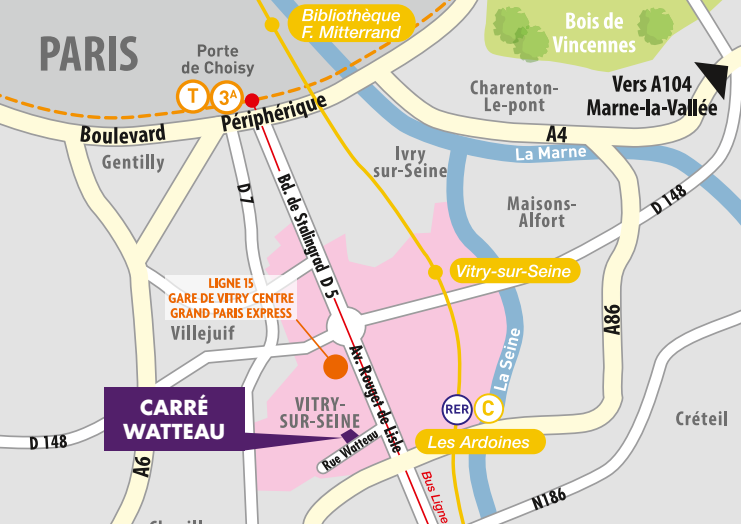 Bibliothèque
F. Mitterrand
Bois de
Vincennes
PARIS
Porte
de Choisy
T
3A
Périphérique
Boulevard
Charenton-
Le-pont
Vers A104
Marne-la-Vallée
A4
La Marne
Gentilly
Ivry
sur-Seine
D 7
Bd. de Stalingrad D 5
Maisons-
Alfort
D 148
Vitry-sur-Seine
LIGNE 15
GARE DE VITRY CENTRE
GRAND PARIS EXPRESS
Villejuif
A86
La Seine
Av. Rouget de Lisle
CARRÉ
WATTEAU
VITRY-
SUR-SEINE
RER
C
Créteil
D 148
A6
Rue Watteau
Les Ardoines
Bus Ligne
N186